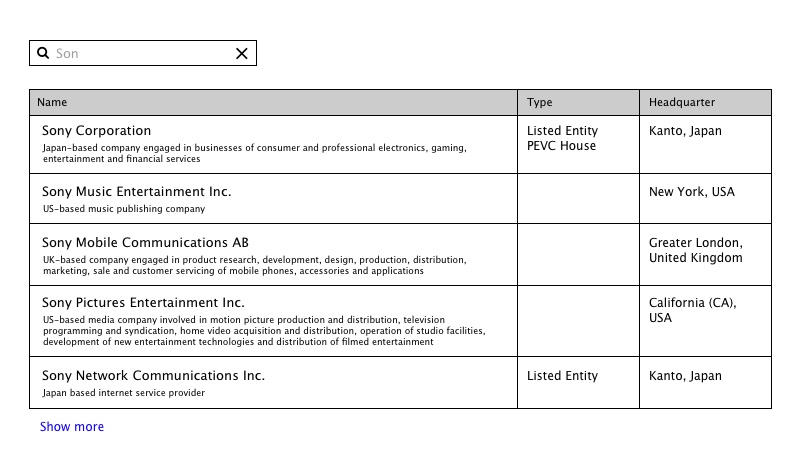 Son
Name Type Headquarter
Sony Corporation Listed Entity Kanto, Japan
PEVC House
Japan-based company engaged in businesses of consumer and professional electronics, gaming,
entertainment and financial services
Sony Music Entertainment Inc. New York, USA
US-based music publishing company
Sony Mobile Communications AB Greater London,
United Kingdom
UK-based company engaged in product research, development, design, production, distribution,
marketing, sale and customer servicing of mobile phones, accessories and applications
Sony Pictures Entertainment Inc. California (CA),
USA
US-based media company involved in motion picture production and distribution, television
programming and syndication, home video acquisition and distribution, operation of studio facilities,
development of new entertainment technologies and distribution of filmed entertainment
Sony Network Communications Inc. Listed Entity Kanto, Japan
Japan based internet service provider
Show more